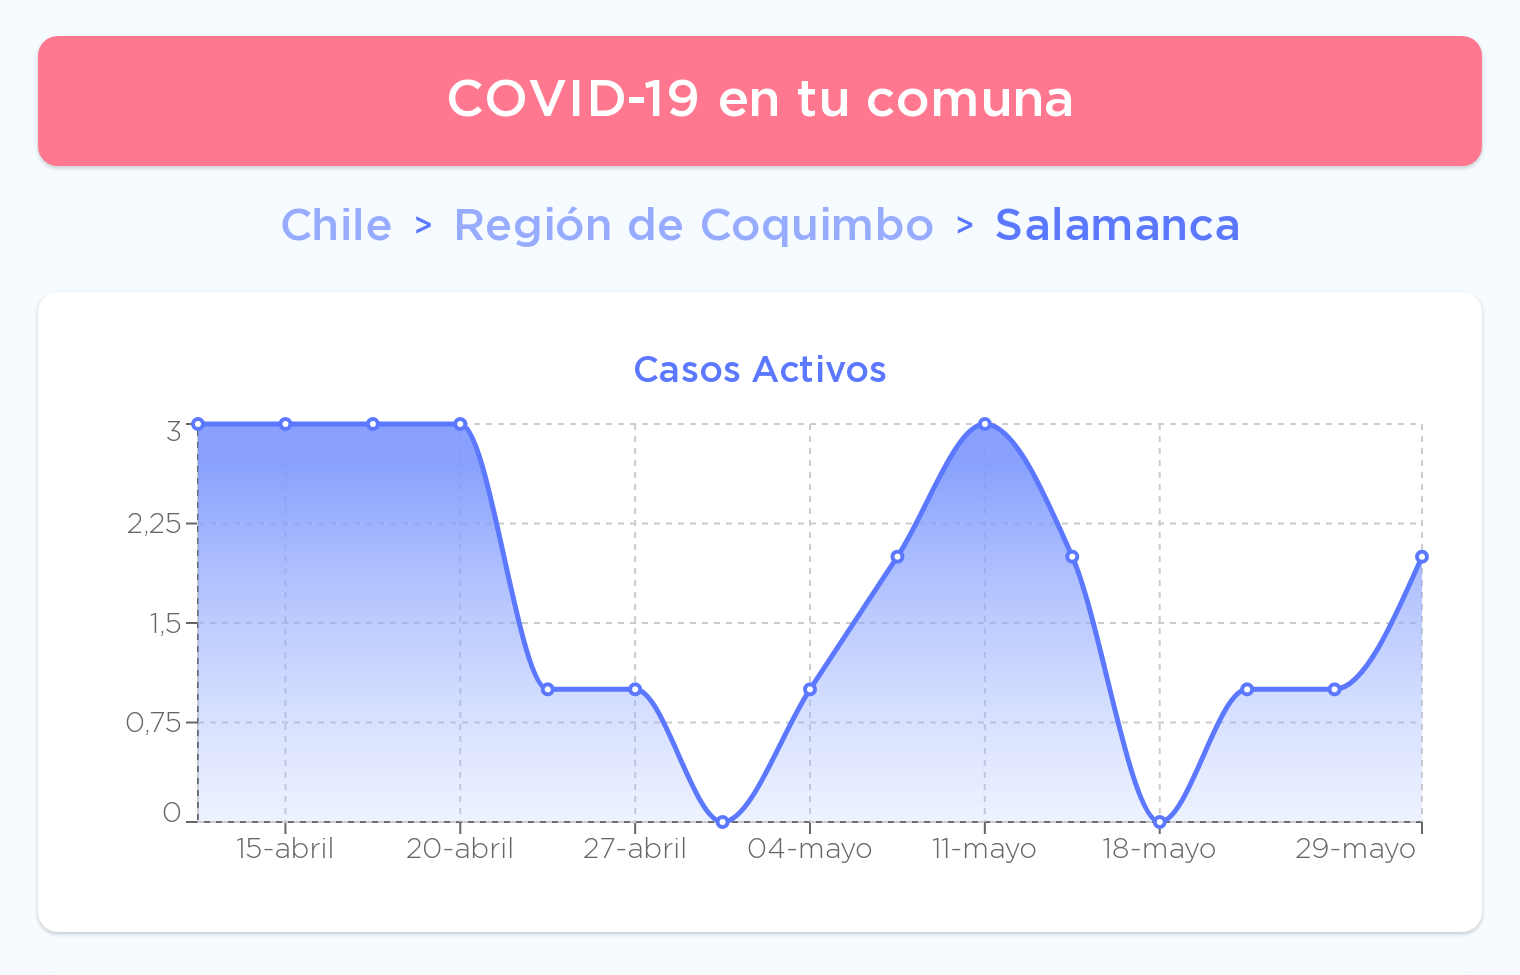 COVID-19 en tu comuna
Chile > Región de Coquimbo > Salamanca
Casos Activos
3
2,25
1,5
0,75
0
15-abril 20-abril 27-abril 04-mayo 11-mayo 18-mayo 29-mayo